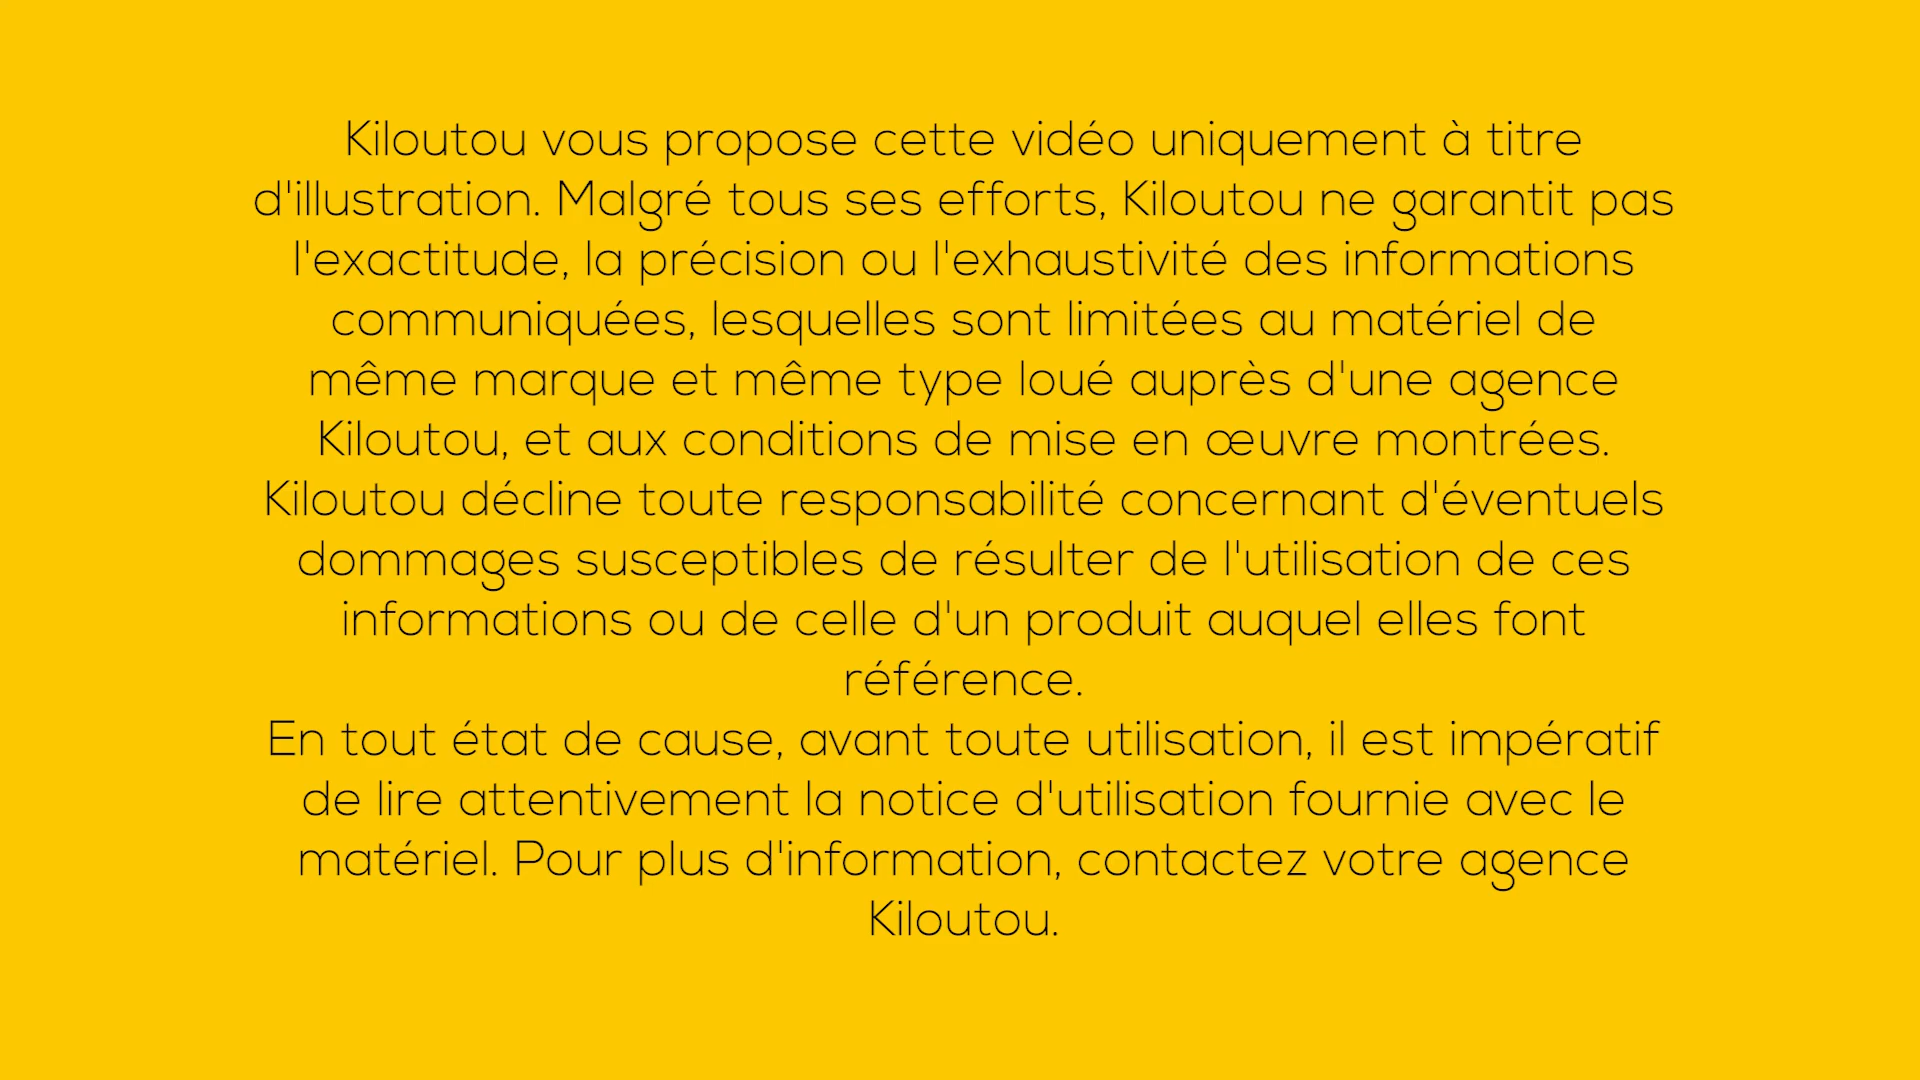 Kiloutou vous propose cette vidéo uniquement à titre
d'illustration. Malgré tous ses efforts, Kiloutou ne garantit pas
l'exactitude, la précision ou l'exhaustivité des informations
communiquées, lesquelles sont limitées au matériel de
même marque et même type loué auprès d'une agence
Kiloutou, et aux conditions de mise en œuvre montrées.
Kiloutou décline toute responsabilité concernant d'éventuels
dommages susceptibles de résulter de l'utilisation de ces
informations ou de celle d'un produit auquel elles font
référence.
En tout état de cause, avant toute utilisation, il est impératif
de lire attentivement la notice d'utilisation fournie avec le
matériel. Pour plus d'information, contactez votre agence
Kiloutou.